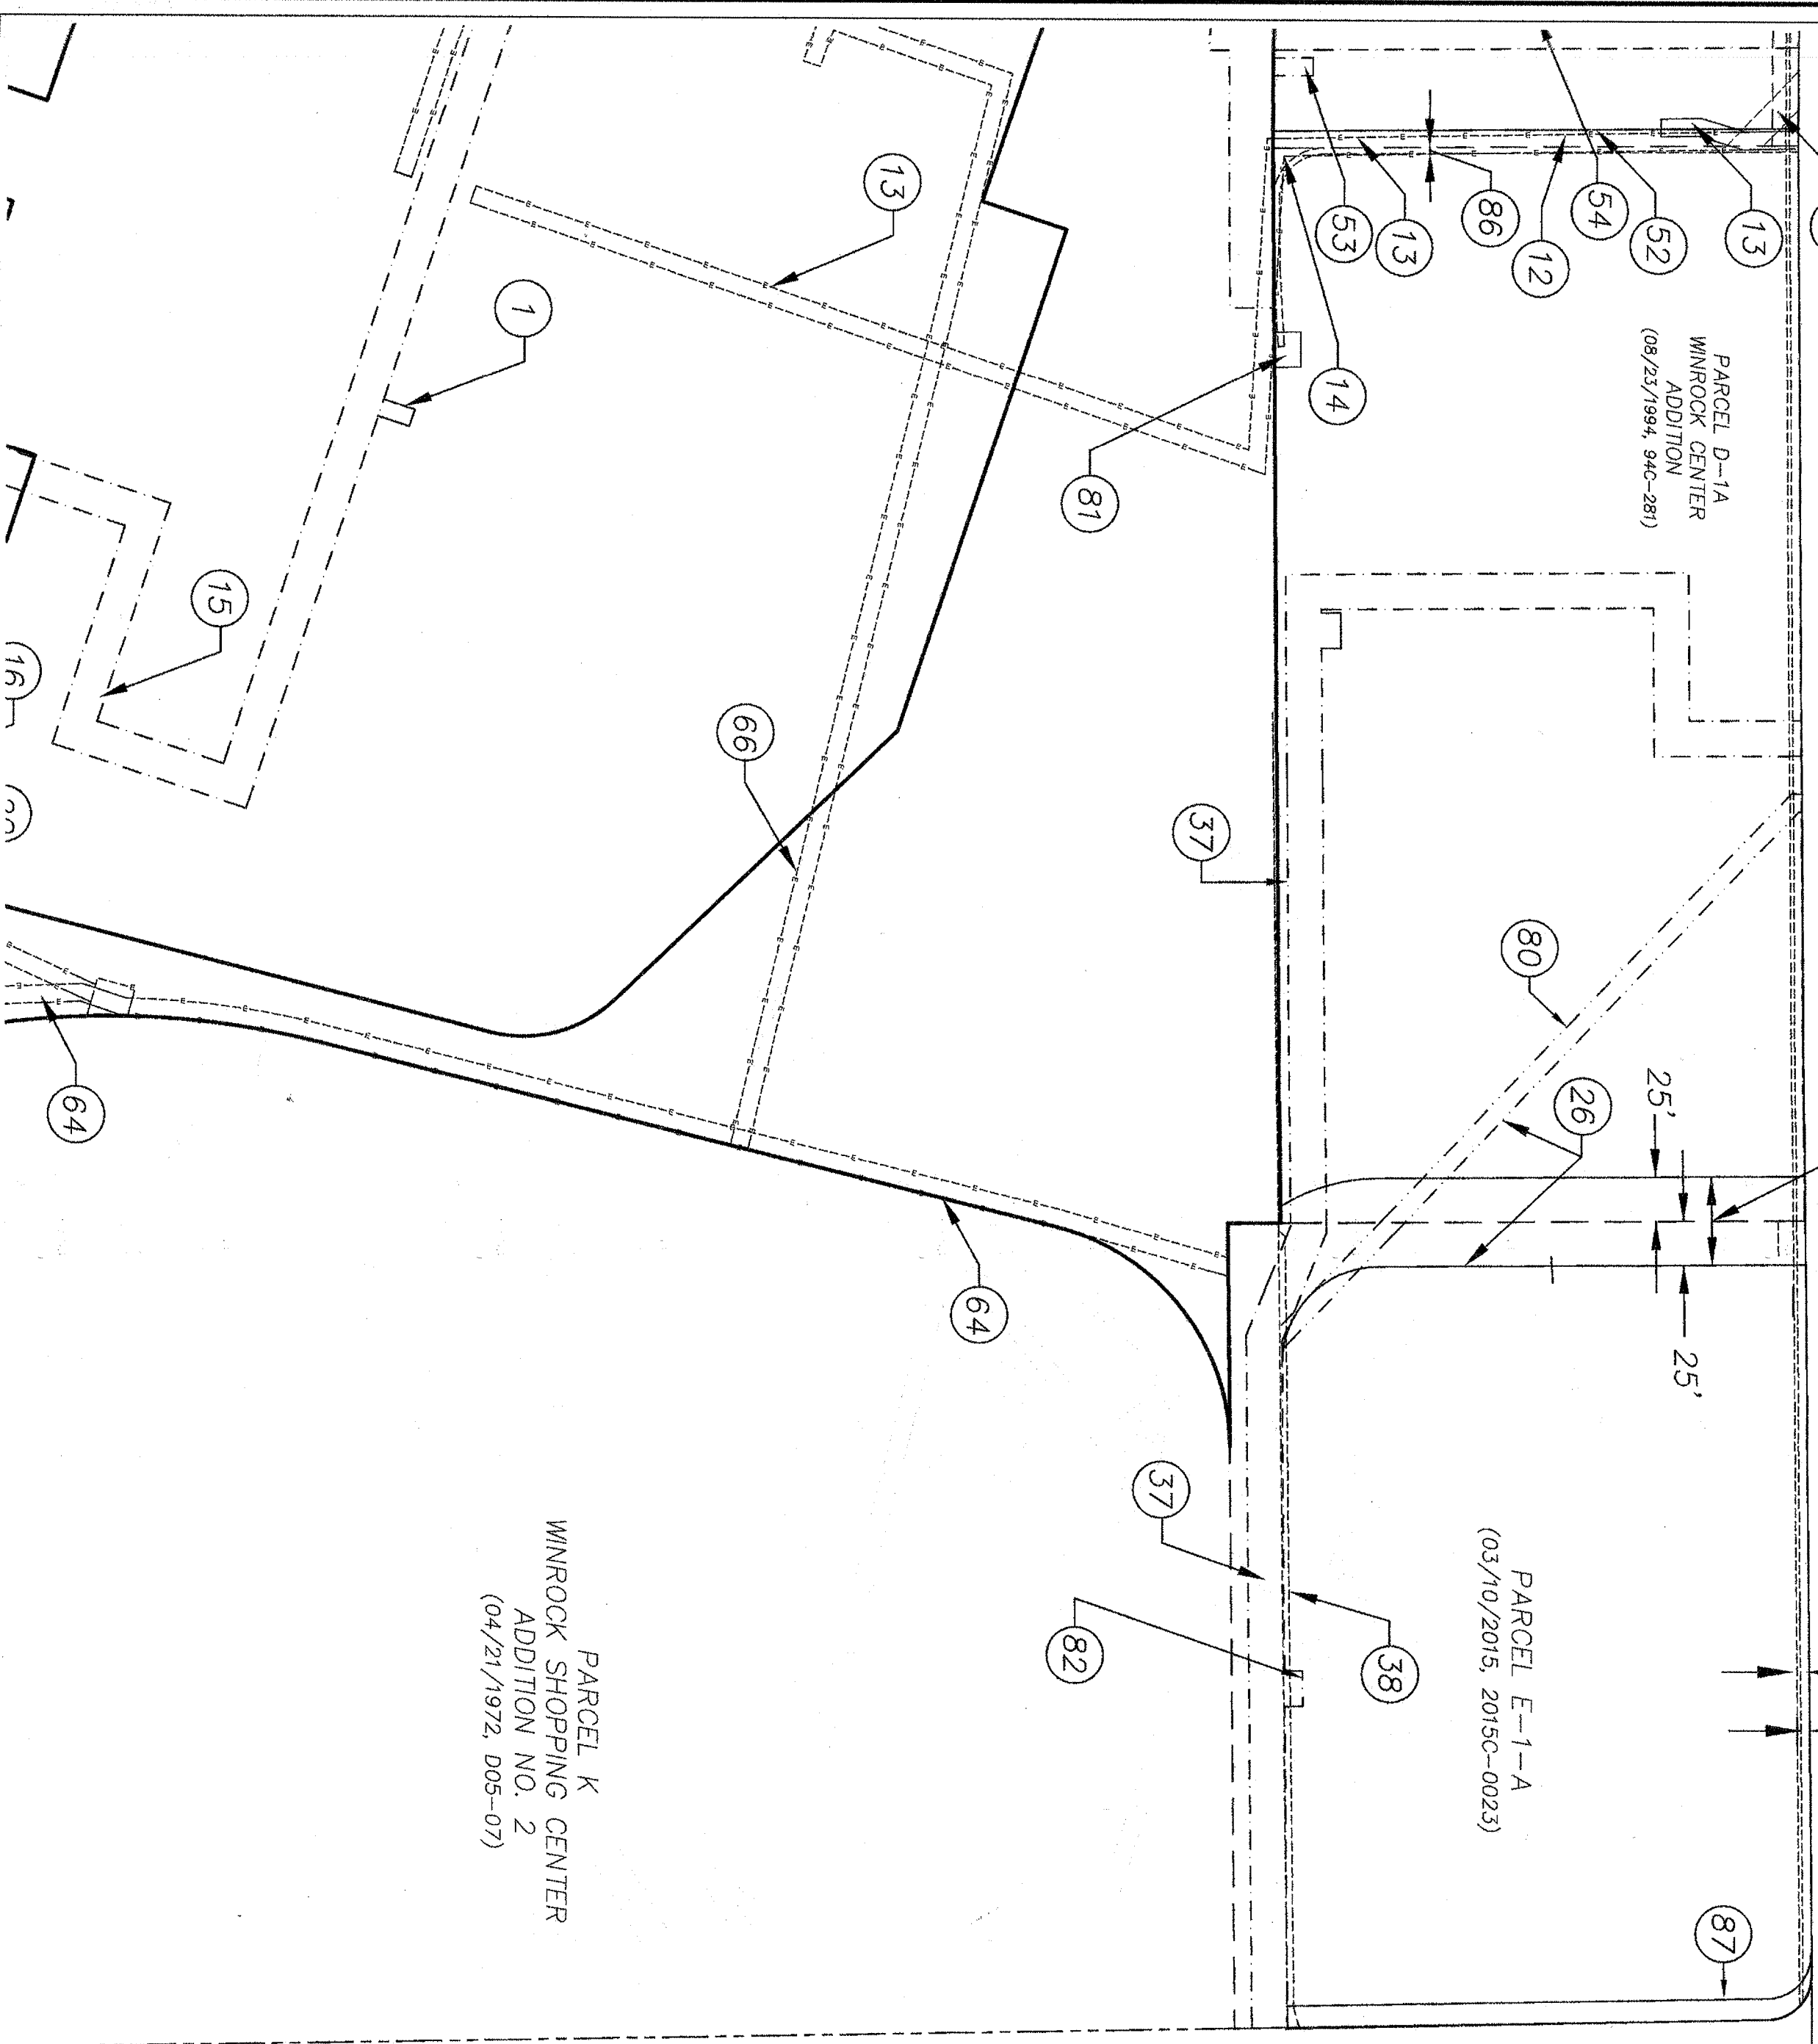 13
1
15
16
66
64
64
53
13
86
12
54
52
13
14
81
PARCEL D-1A
WINROCK CENTER
ADDITION
(08/23/1994, 94C-281)
37
80
26
25'
25'
37
82
38
PARCEL E-1-A
(03/10/2015, 2015C-0023)
PARCEL K
WINROCK SHOPPING CENTER
ADDITION NO. 2
(04/21/1972, D05-07)
87